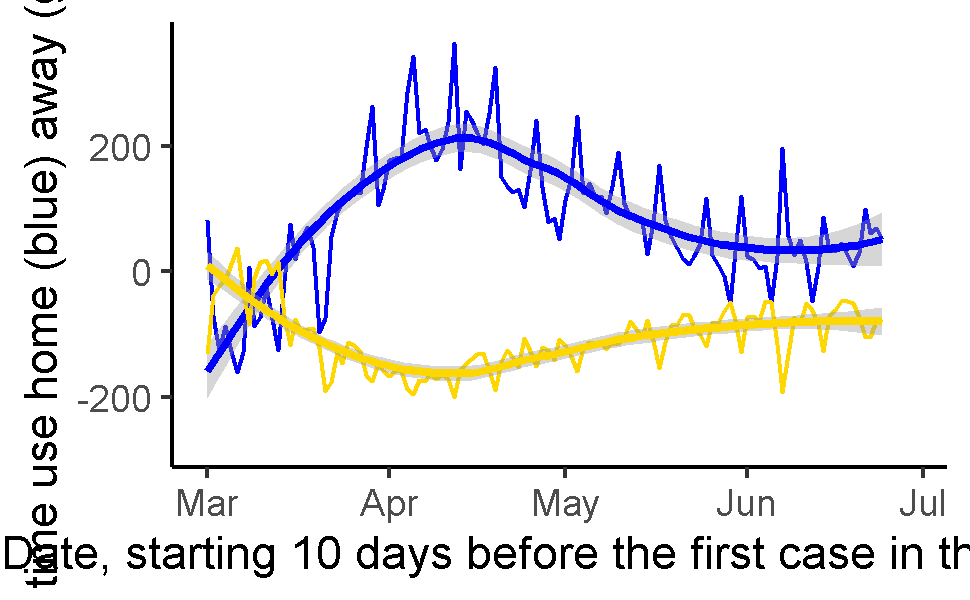 time use home (blue) away (
200
0
-200
Mar Apr May Jun Jul
Date, starting 10 days before the first case in th